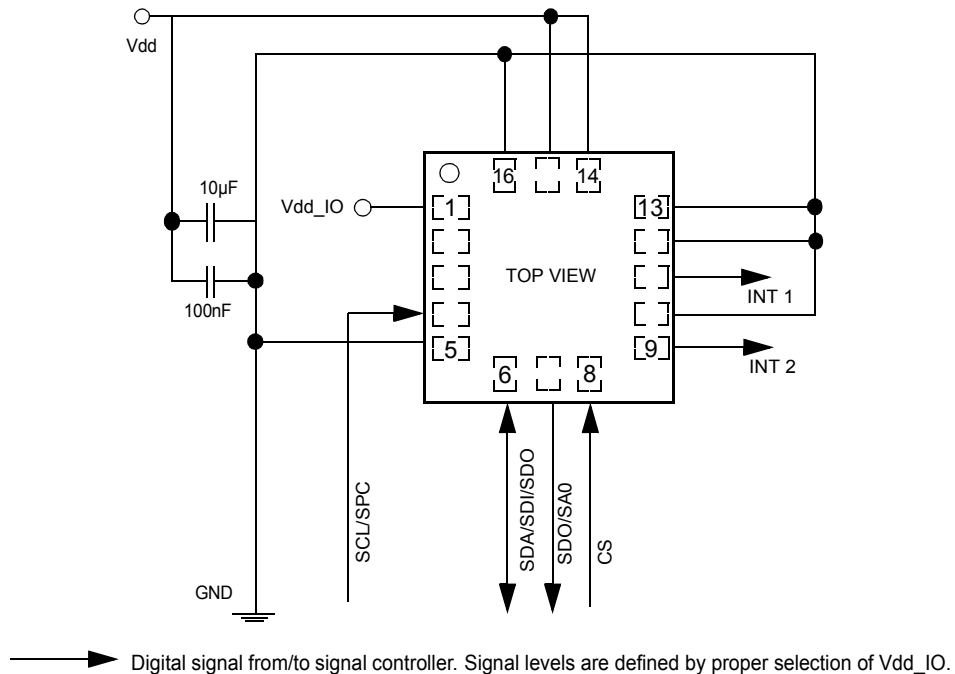 Vdd
16
14
10µF
Vdd_IO
1
13
TOP VIEW
INT 1
100nF
5
9
INT 2
6
8
SCL/SPC
SDA/SDI/SDO
SDO/SA0
CS
GND
Digital signal from/to signal controller. Signal levels are defined by proper selection of Vdd_IO.